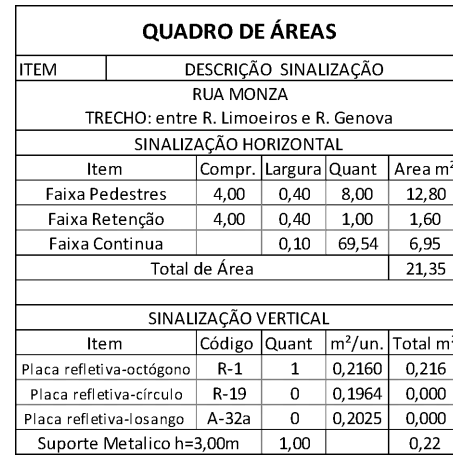 QUADRO DE ÁREAS
ITEM DESCRIÇÃO SINALIZAÇÃO
RUA MONZA
TRECHO: entre R. Limoeiros e R. Genova
SINALIZAÇÃO HORIZONTAL
Item Compr. Largura Quant Area m²
Faixa Pedestres 4,00 0,40 8,00 12,80
Faixa Retenção 4,00 0,40 1,00 1,60
Faixa Continua 0,10 69,54 6,95
Total de Área 21,35
SINALIZAÇÃO VERTICAL
Item Código Quant m²/un. Total m²
Placa refletiva-octógono R-1 1 0,2160 0,216
Placa refletiva-círculo R-19 0 0,1964 0,000
Placa refletiva-losango A-32a 0 0,2025 0,000
Suporte Metalico h=3,00m 1,00 0,22